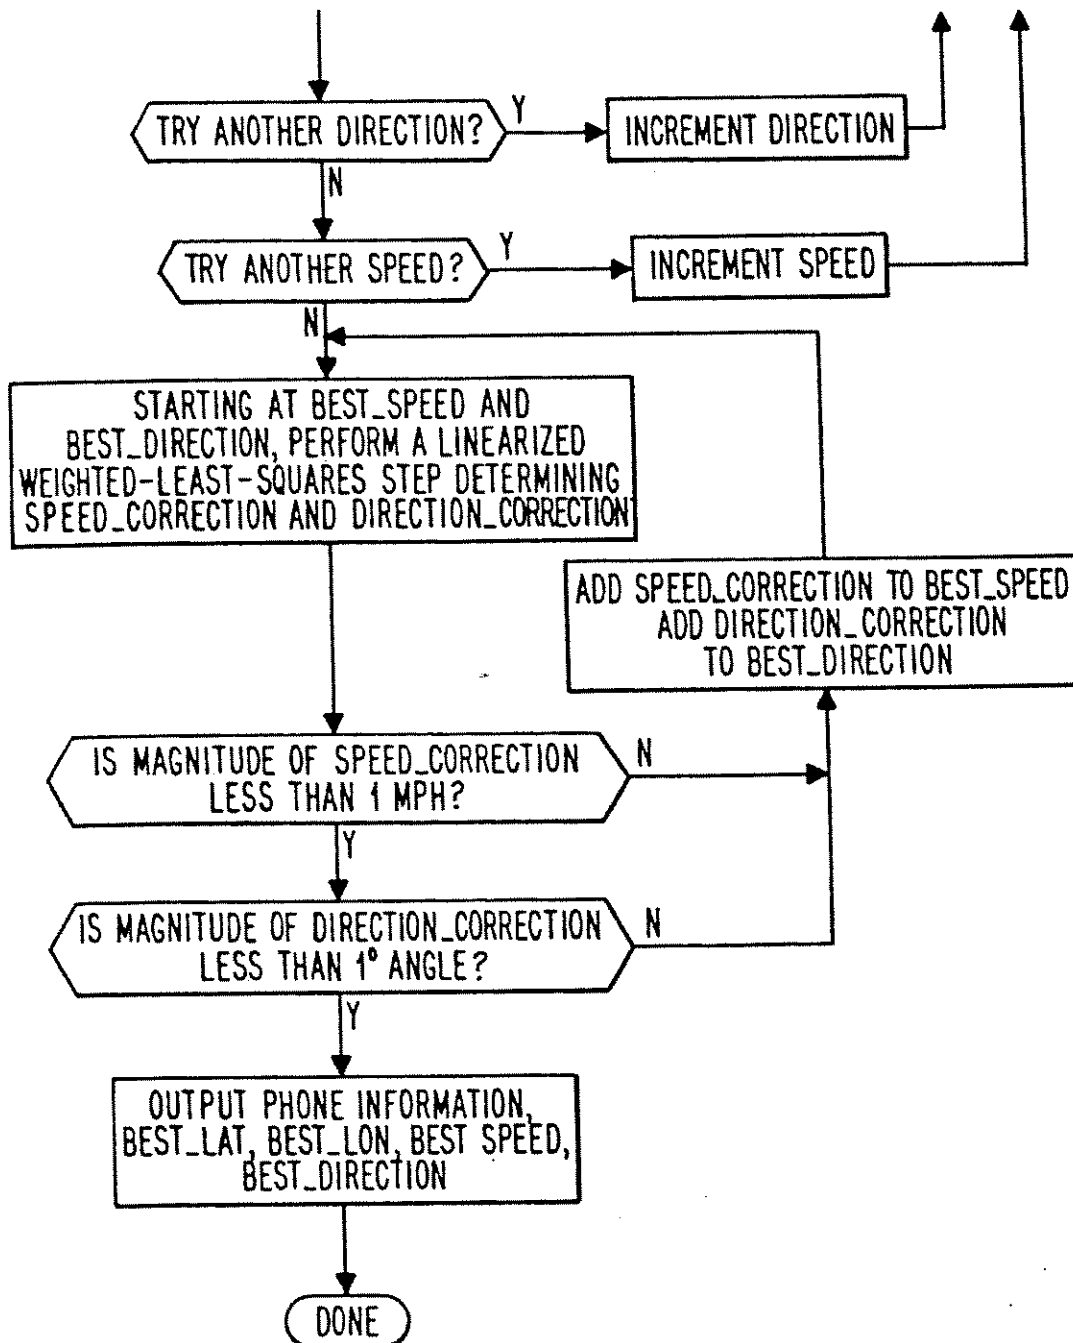 TRY ANOTHER DIRECTION?
Y
INCREMENT DIRECTION
N
TRY ANOTHER SPEED?
Y
INCREMENT SPEED
N
STARTING AT BEST_SPEED AND
BEST_DIRECTION, PERFORM A LINEARIZED
WEIGHTED-LEAST-SQUARES STEP DETERMINING
SPEED_CORRECTION AND DIRECTION_CORRECTION
ADD SPEED_CORRECTION TO BEST_SPEED
ADD DIRECTION_CORRECTION
TO BEST_DIRECTION
IS MAGNITUDE OF SPEED_CORRECTION
LESS THAN 1 MPH?
N
Y
IS MAGNITUDE OF DIRECTION_CORRECTION
LESS THAN 1° ANGLE?
N
Y
OUTPUT PHONE INFORMATION,
BEST_LAT, BEST_LON, BEST SPEED,
BEST_DIRECTION
DONE